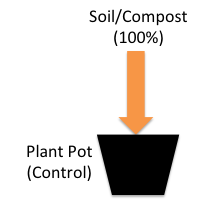 Soil/Compost
(100%)
Plant Pot
(Control)